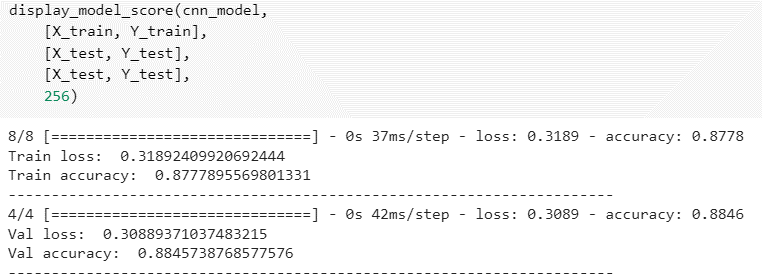 display_model_score(cnn_model,
    [X_train, Y_train],
    [X_test, Y_test],
    [X_test, Y_test],
    256)
8/8 [==============================] - 0s 37ms/step - loss: 0.3189 - accuracy: 0.8778
Train loss:  0.31892409920692444
Train accuracy:  0.8777895569801331
----------------------------------------------------------------------
4/4 [==============================] - 0s 42ms/step - loss: 0.3089 - accuracy: 0.8846
Val loss:  0.30889371037483215
Val accuracy:  0.8845738768577576
----------------------------------------------------------------------